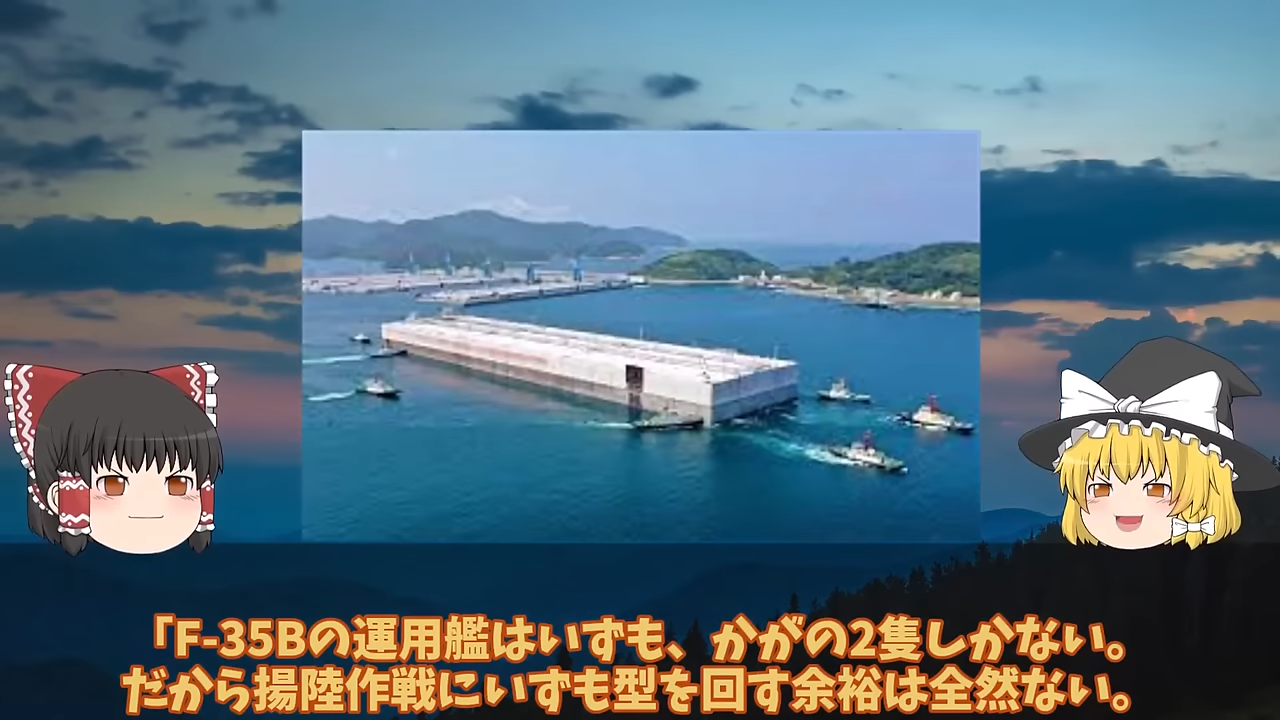 「F-35Bの運用艦はいずも、かがの2隻しかない。
だから揚陸作戦にいずも型を回す余裕は全然ない。